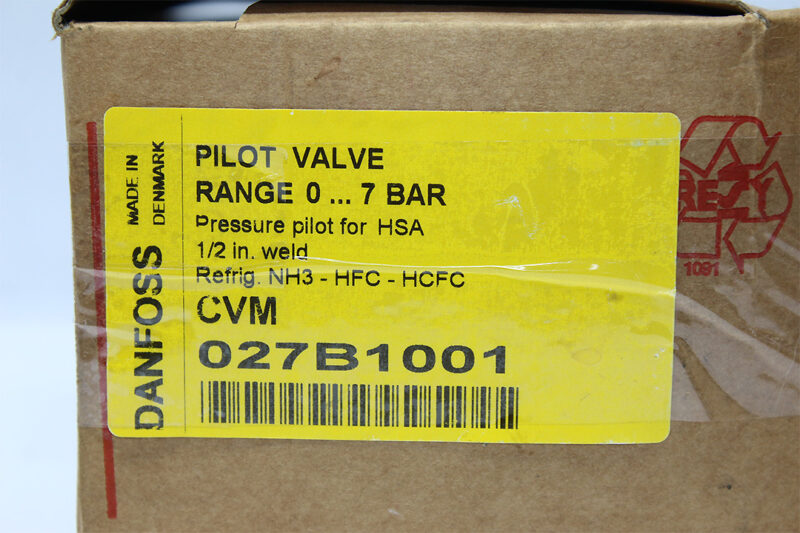 MADE IN
DENMARK
DANFOSS
PILOT VALVE
RANGE 0 ... 7 BAR
Pressure pilot for HSA
1/2 in. weld
Refrig. NH3 - HFC - HCFC
CVM
027B1001
RESY
1091